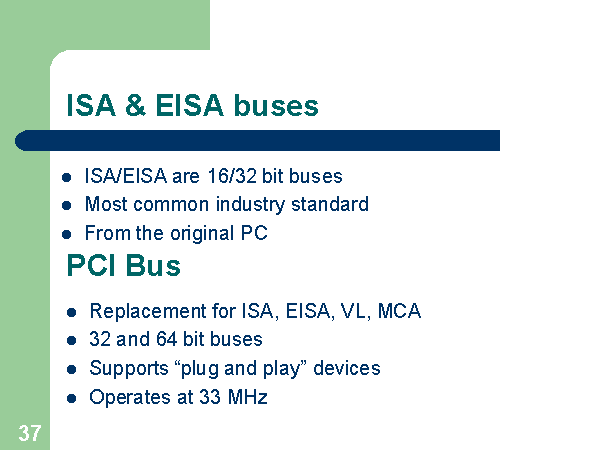 ISA & EISA buses
ISA/EISA are 16/32 bit buses
Most common industry standard
From the original PC
PCI Bus
Replacement for ISA, EISA, VL, MCA
32 and 64 bit buses
Supports “plug and play” devices
Operates at 33 MHz
37